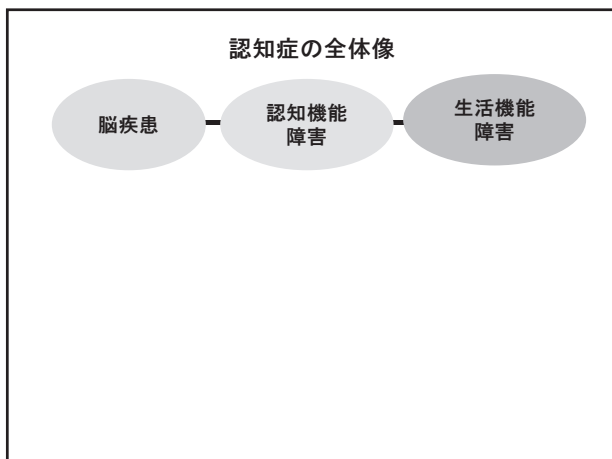 認知症の全体像
脳疾患
認知機能
障害
生活機能
障害